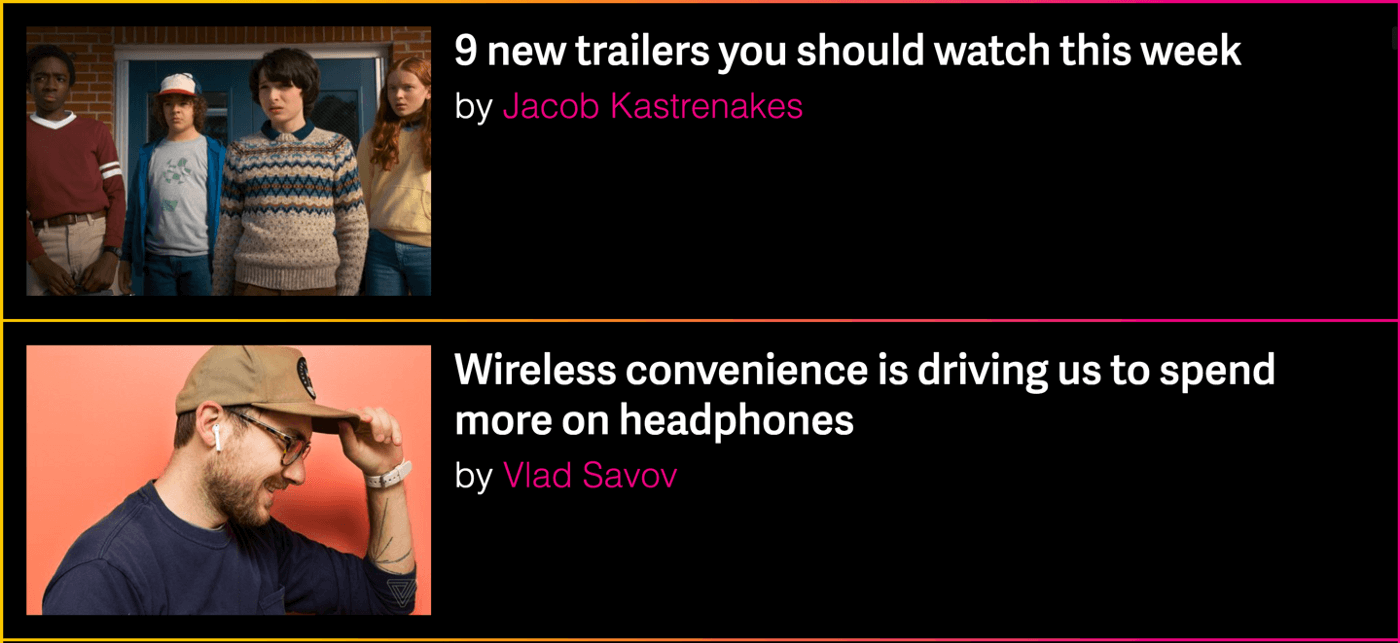 9 new trailers you should watch this week
by Jacob Kastrenakes
Wireless convenience is driving us to spend
more on headphones
by Vlad Savov